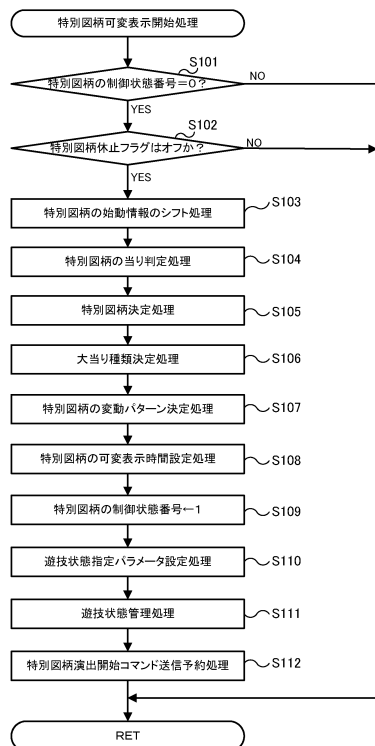 特別図柄可変表示開始処理
S101
特別図柄の制御状態番号=0?
NO
YES
S102
特別図柄休止フラグはオフか?
NO
YES
特別図柄の始動情報のシフト処理
S103
特別図柄の当り判定処理
S104
特別図柄決定処理
S105
大当り種類決定処理
S106
特別図柄の変動パターン決定処理
S107
特別図柄の可変表示時間設定処理
S108
特別図柄の制御状態番号←1
S109
遊技状態指定パラメータ設定処理
S110
遊技状態管理処理
S111
特別図柄演出開始コマンド送信予約処理
S112
RET